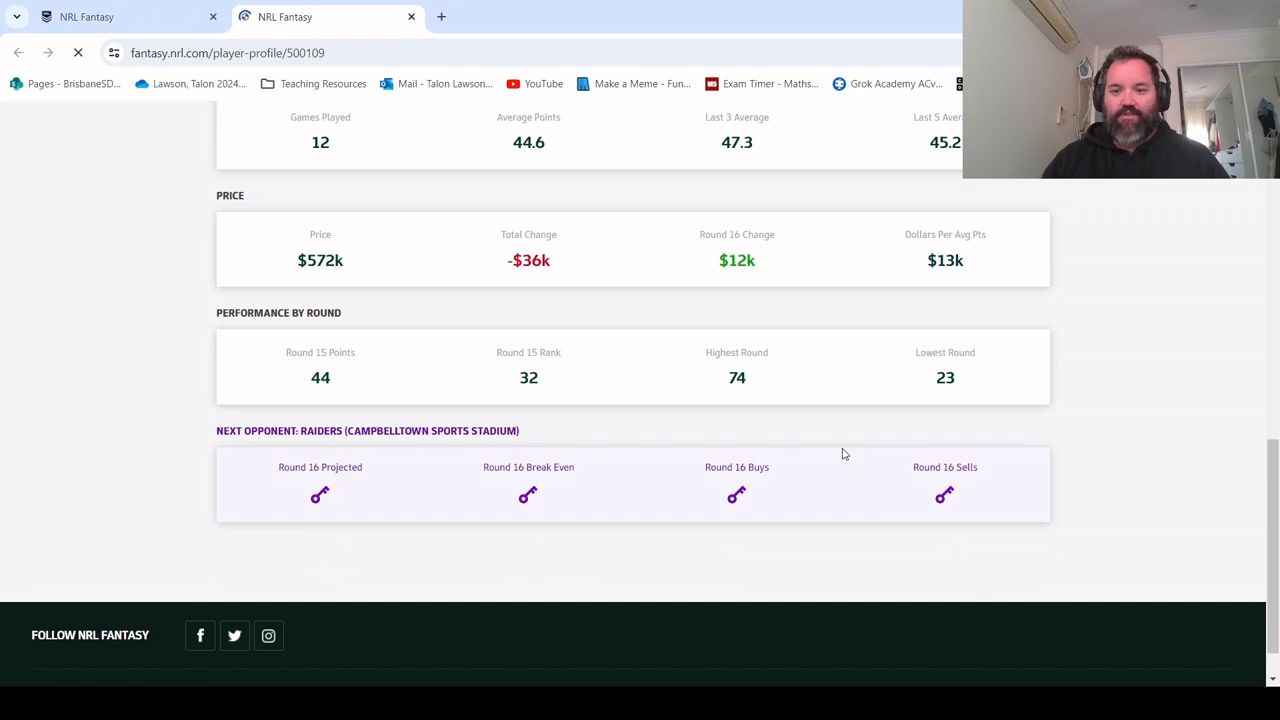 NRL Fantasy
NRL Fantasy
fantasy.nrl.com/player-profile/500109
Pages - BrisbaneSD...
Lawson, Talon 2024...
Teaching Resources
Mail - Talon Lawson...
YouTube
Make a Meme - Fun...
Exam Timer - Maths...
Grok Academy ACv...
Games Played
Average Points
Last 3 Average
Last 5 Avera
12
44.6
47.3
45.2
PRICE
Price
Total Change
Round 16 Change
Dollars Per Avg Pts
$572k
-$36k
$12k
$13k
PERFORMANCE BY ROUND
Round 15 Points
Round 15 Rank
Highest Round
Lowest Round
44
32
74
23
NEXT OPPONENT: RAIDERS (CAMPBELLTOWN SPORTS STADIUM)
Round 16 Projected
Round 16 Break Even
Round 16 Buys
Round 16 Sells
FOLLOW NRL FANTASY